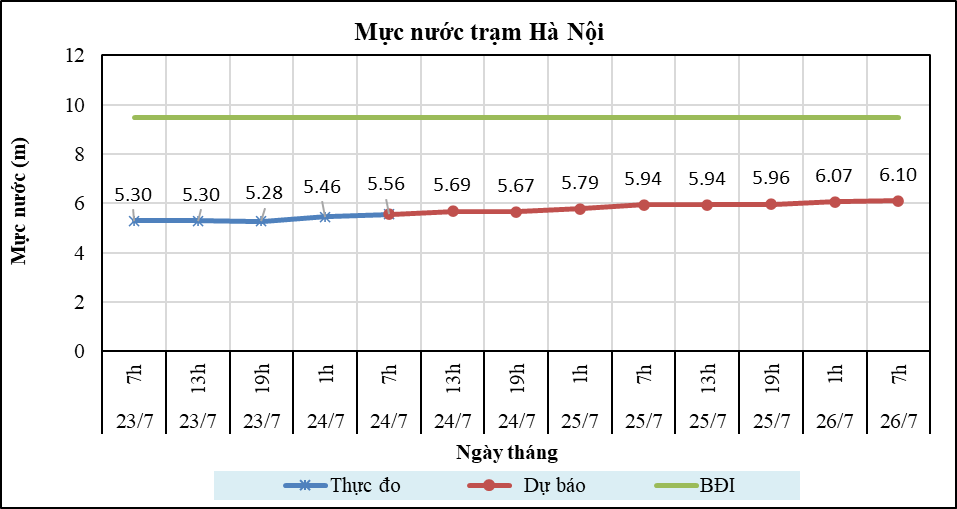 Mực nước trạm Hà Nội
Mực nước (m)
12
10
8
6
4
2
0
5.30 5.30 5.28 5.46 5.56 5.69 5.67 5.79 5.94 5.94 5.96 6.07 6.10
7h 13h 19h 1h 7h 13h 19h 1h 7h 13h 19h 1h 7h
23/7 23/7 23/7 24/7 24/7 24/7 24/7 25/7 25/7 25/7 25/7 26/7 26/7
Ngày tháng
Thực đo Dự báo BĐI